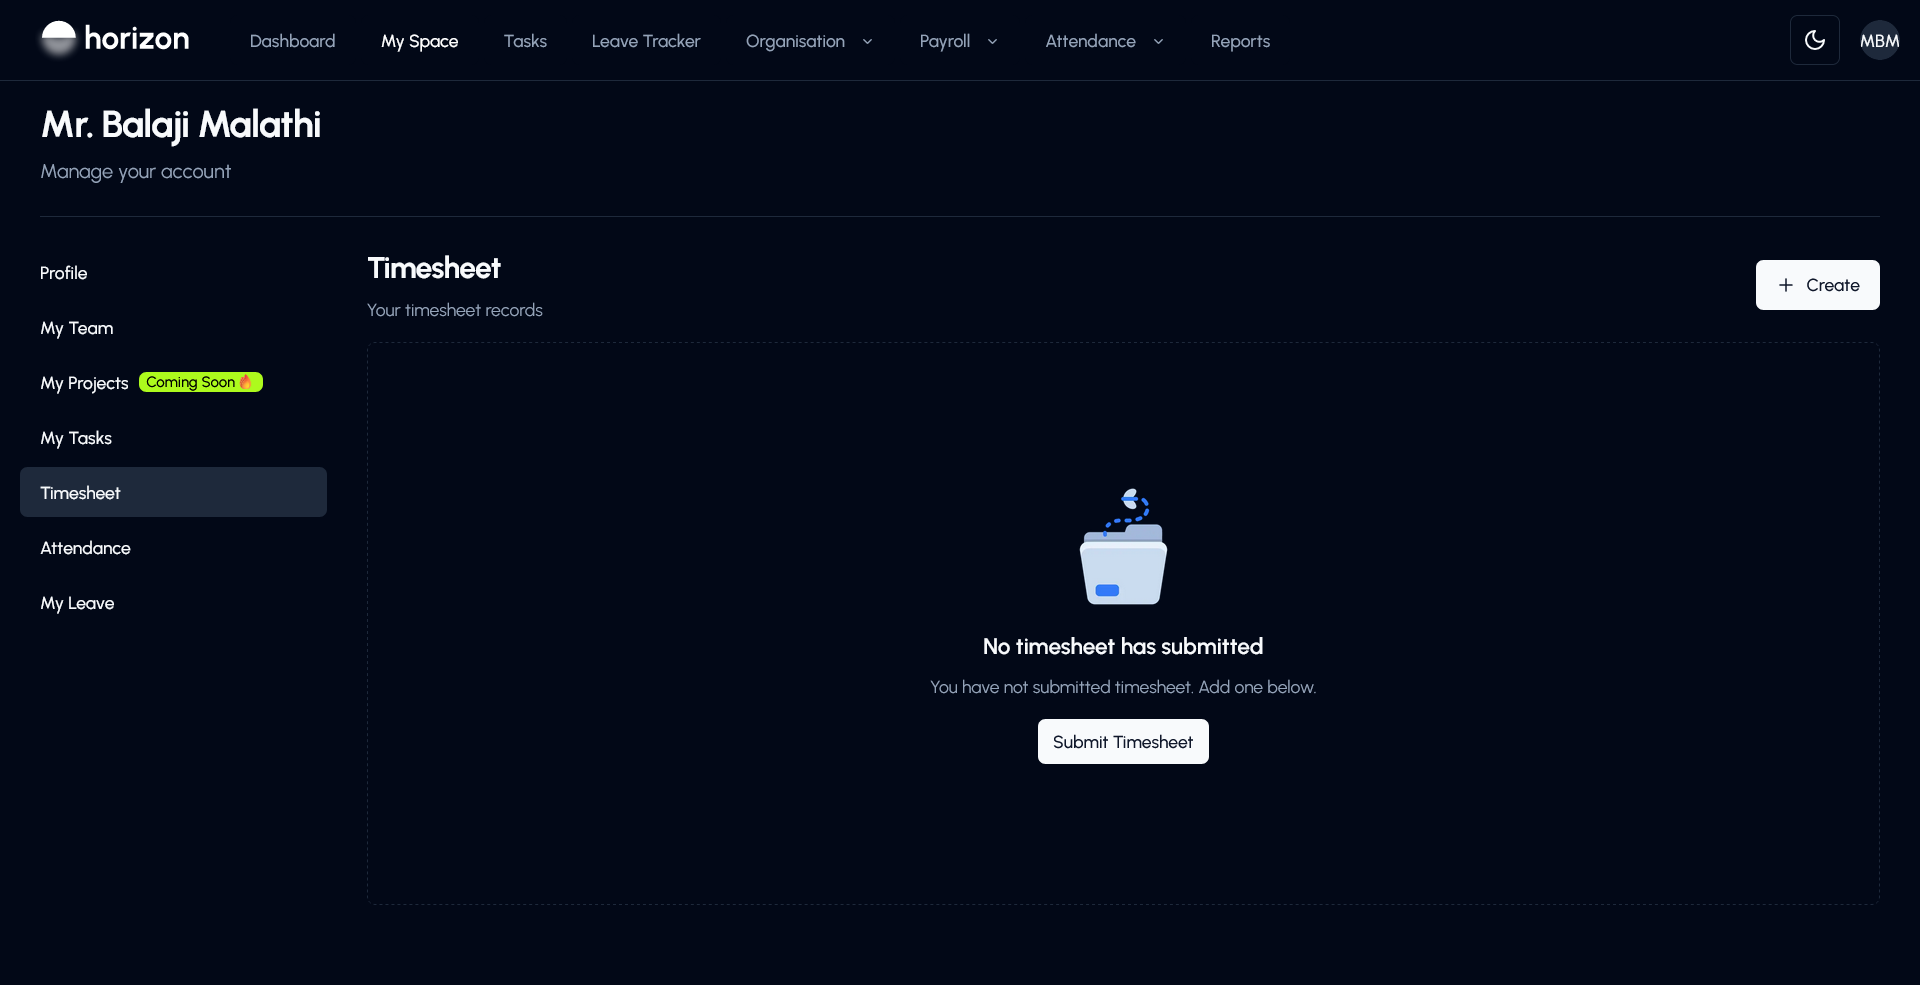 horizon
Dashboard
My Space
Tasks
Leave Tracker
Organisation
Payroll
Attendance
Reports
MBM
Mr. Balaji Malathi
Manage your account
Profile
My Team
My Projects Coming Soon🔥
My Tasks
Timesheet
Attendance
My Leave
Timesheet
Your timesheet records
Create
No timesheet has submitted
You have not submitted timesheet. Add one below.
Submit Timesheet